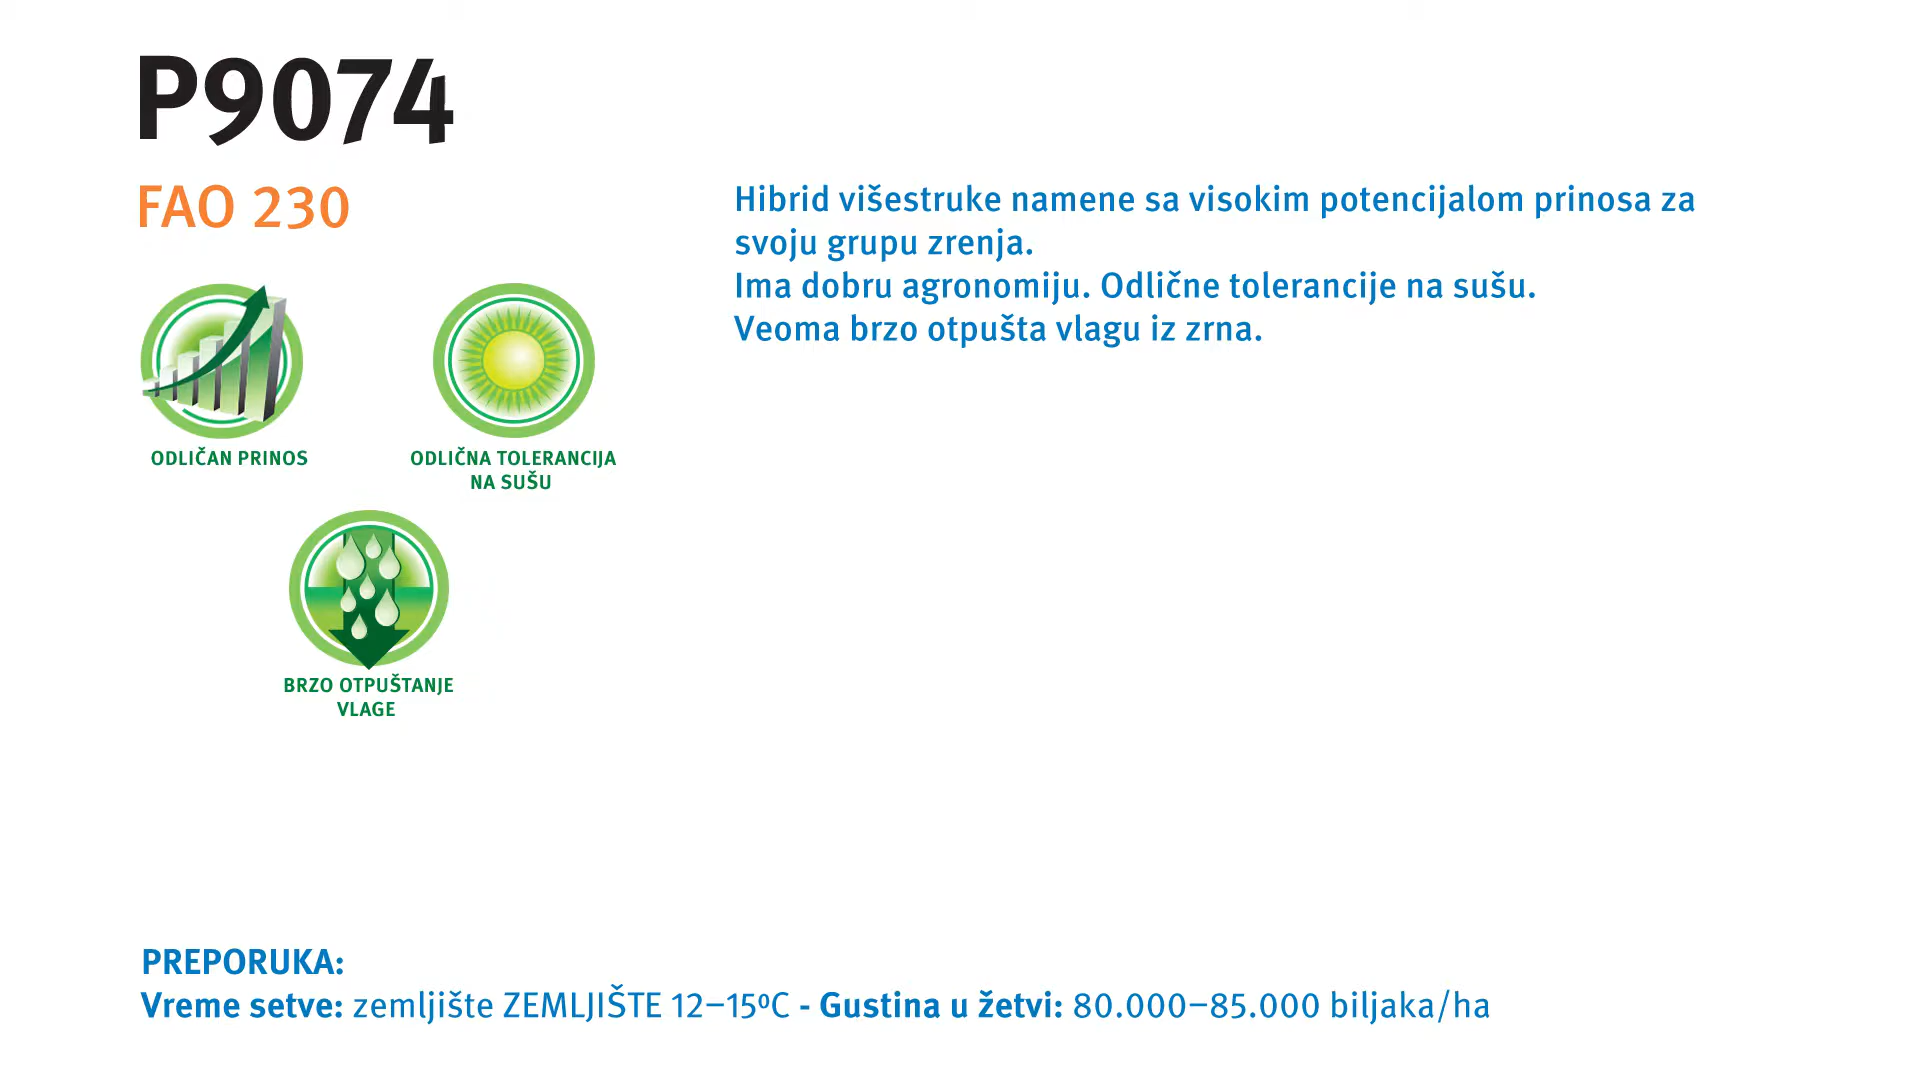 P9074
FAO 230
Hibrid višestruke namene sa visokim potencijalom prinosa za
svoju grupu zrenja.
Ima dobru agronomiju. Odlične tolerancije na sušu.
Veoma brzo otpušta vlagu iz zrna.
ODLIČAN PRINOS
ODLIČNA TOLERANCIJA
NA SUŠU
BRZO OTPUŠTANJE
VLAGE
PREPORUKA:
Vreme setve: zemljište ZEMLJIŠTE 12–15ºC - Gustina u žetvi: 80.000–85.000 biljaka/ha